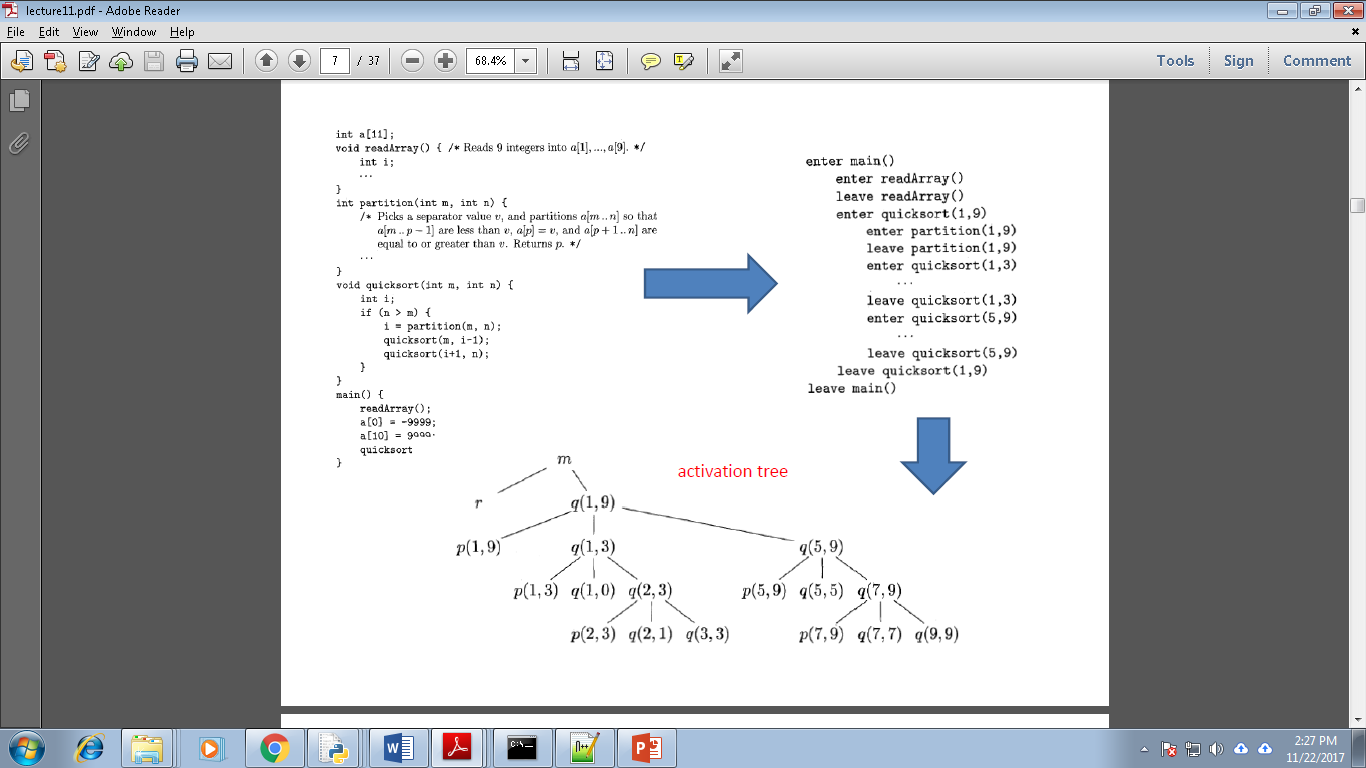 lecture11.pdf - Adobe Reader
File Edit View Window Help
7 / 37 68.4% Tools Sign Comment
int a[11];
void readArray() { /* Reads 9 integers into a[1], ..., a[9]. */
int i;
...
}
int partition(int m, int n) {
/* Picks a separator value v, and partitions a[m .. n] so that
a[m .. p − 1] are less than v, a[p] = v, and a[p + 1 .. n] are
equal to or greater than v. Returns p. */
...
}
void quicksort(int m, int n) {
int i;
if (n > m) {
i = partition(m, n);
quicksort(m, i-1);
quicksort(i+1, n);
}
}
main() {
readArray();
a[0] = -9999;
a[10] = 9999;
quicksort
}
enter main()
enter readArray()
leave readArray()
enter quicksort(1,9)
enter partition(1,9)
leave partition(1,9)
enter quicksort(1,3)
...
leave quicksort(1,3)
enter quicksort(5,9)
...
leave quicksort(5,9)
leave quicksort(1,9)
leave main()
activation tree
m
r q(1,9)
p(1,9) q(1,3) q(5,9)
p(1,3) q(1,0) q(2,3) p(5,9) q(5,5) q(7,9)
p(2,3) q(2,1) q(3,3) p(7,9) q(7,7) q(9,9)
2:27 PM
11/22/2017